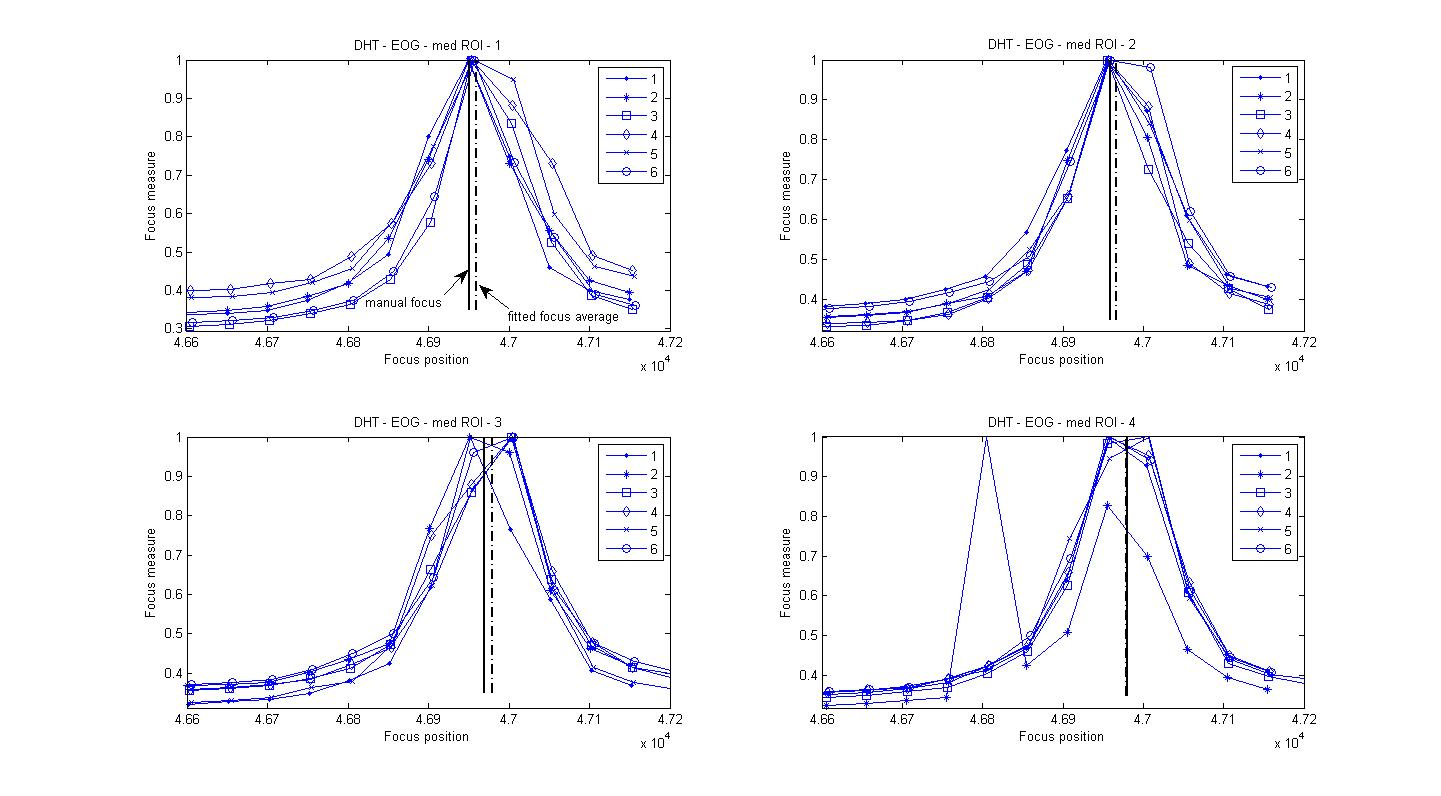 DHT - EOG - med ROI - 1
1
0.9
0.8
0.7
0.6
0.5
0.4
0.3
Focus measure
1
2
3
4
5
6
manual focus
fitted focus average
4.66 4.67 4.68 4.69 4.7 4.71 4.72
Focus position
x 10^4
DHT - EOG - med ROI - 2
1
0.9
0.8
0.7
0.6
0.5
0.4
Focus measure
1
2
3
4
5
6
4.66 4.67 4.68 4.69 4.7 4.71 4.72
Focus position
x 10^4
DHT - EOG - med ROI - 3
1
0.9
0.8
0.7
0.6
0.5
0.4
Focus measure
1
2
3
4
5
6
4.66 4.67 4.68 4.69 4.7 4.71 4.72
Focus position
x 10^4
DHT - EOG - med ROI - 4
1
0.9
0.8
0.7
0.6
0.5
0.4
Focus measure
1
2
3
4
5
6
4.66 4.67 4.68 4.69 4.7 4.71 4.72
Focus position
x 10^4